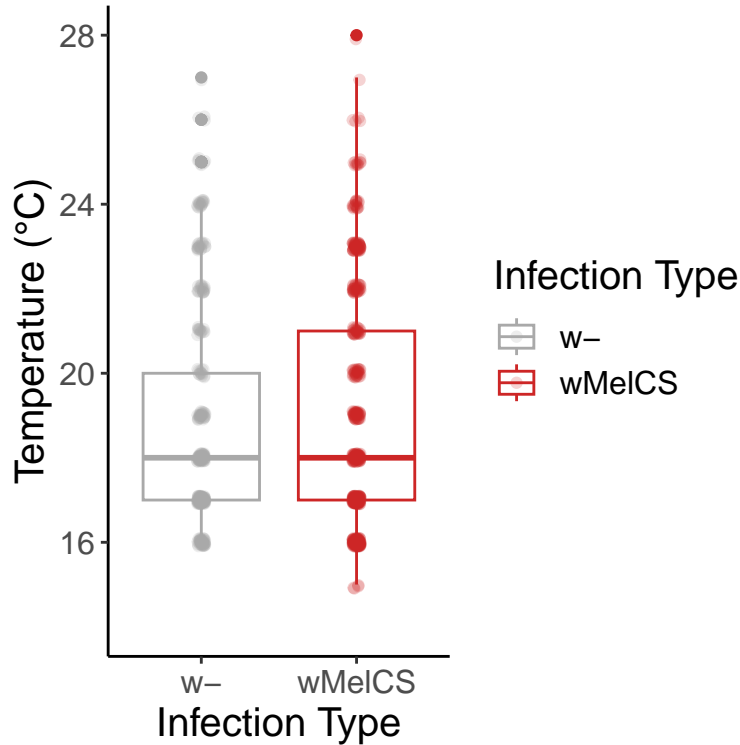 28
24
20
16
Temperature (°C)
w–
wMelCS
Infection Type
Infection Type
w–
wMelCS